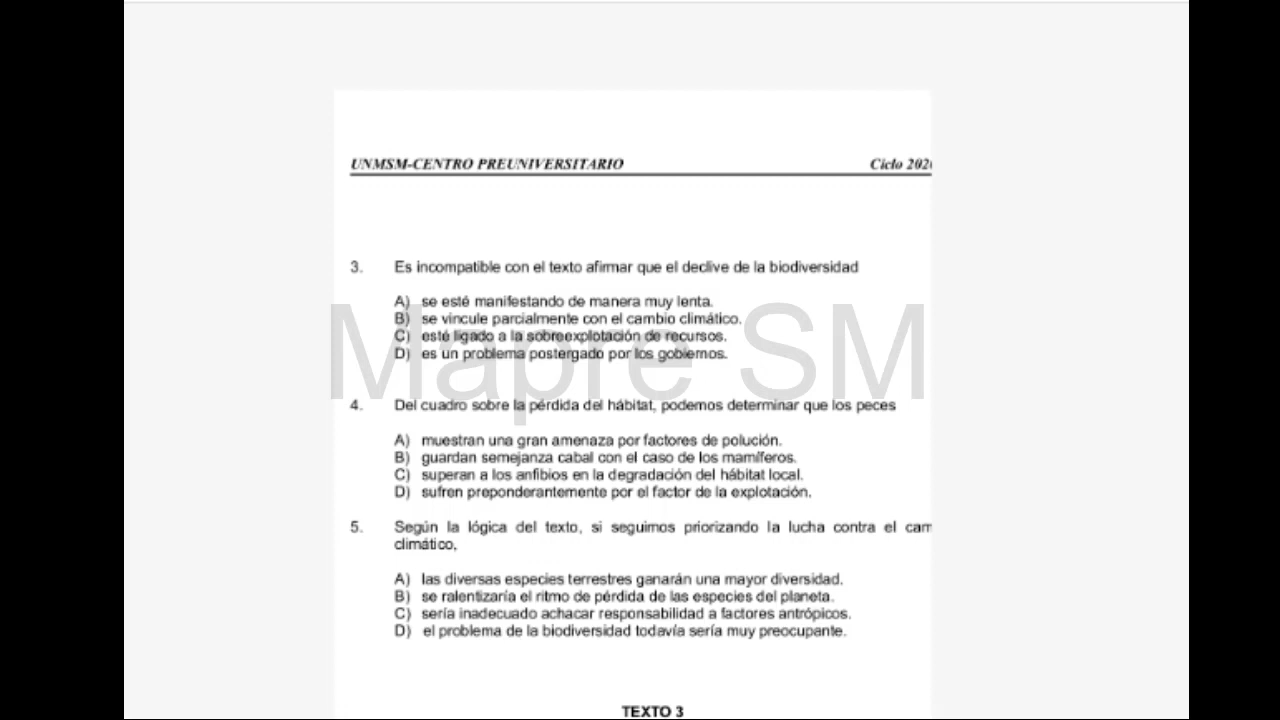 UNMSM-CENTRO PREUNIVERSITARIO Ciclo 202
3. Es incompatible con el texto afirmar que el declive de la biodiversidad
A) se esté manifestando de manera muy lenta.
B) se vincule parcialmente con el cambio climático.
C) esté ligado a la sobreexplotación de recursos.
D) es un problema postergado por los gobiernos.
Mapre SM
4. Del cuadro sobre la pérdida del hábitat, podemos determinar que los peces
A) muestran una gran amenaza por factores de polución.
B) guardan semejanza cabal con el caso de los mamíferos.
C) superan a los anfibios en la degradación del hábitat local.
D) sufren preponderantemente por el factor de la explotación.
5. Según la lógica del texto, si seguimos priorizando la lucha contra el cam
climático,
A) las diversas especies terrestres ganarán una mayor diversidad.
B) se ralentizaría el ritmo de pérdida de las especies del planeta.
C) sería inadecuado achacar responsabilidad a factores antrópicos.
D) el problema de la biodiversidad todavía sería muy preocupante.
TEXTO 3